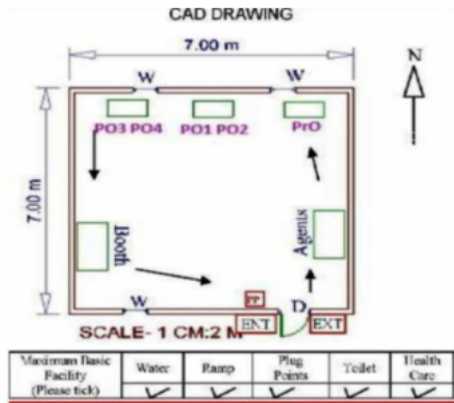 CAD DRAWING
7.00 m
N
W W
PO3 PO4 PO1 PO2 PrO
7.00 m
Booth
Agents
W D
SCALE- 1 CM:2 M ENT EXT
Maximum Basic Facility (Please tick) Water Ramp Plug Points Toilet Health Care